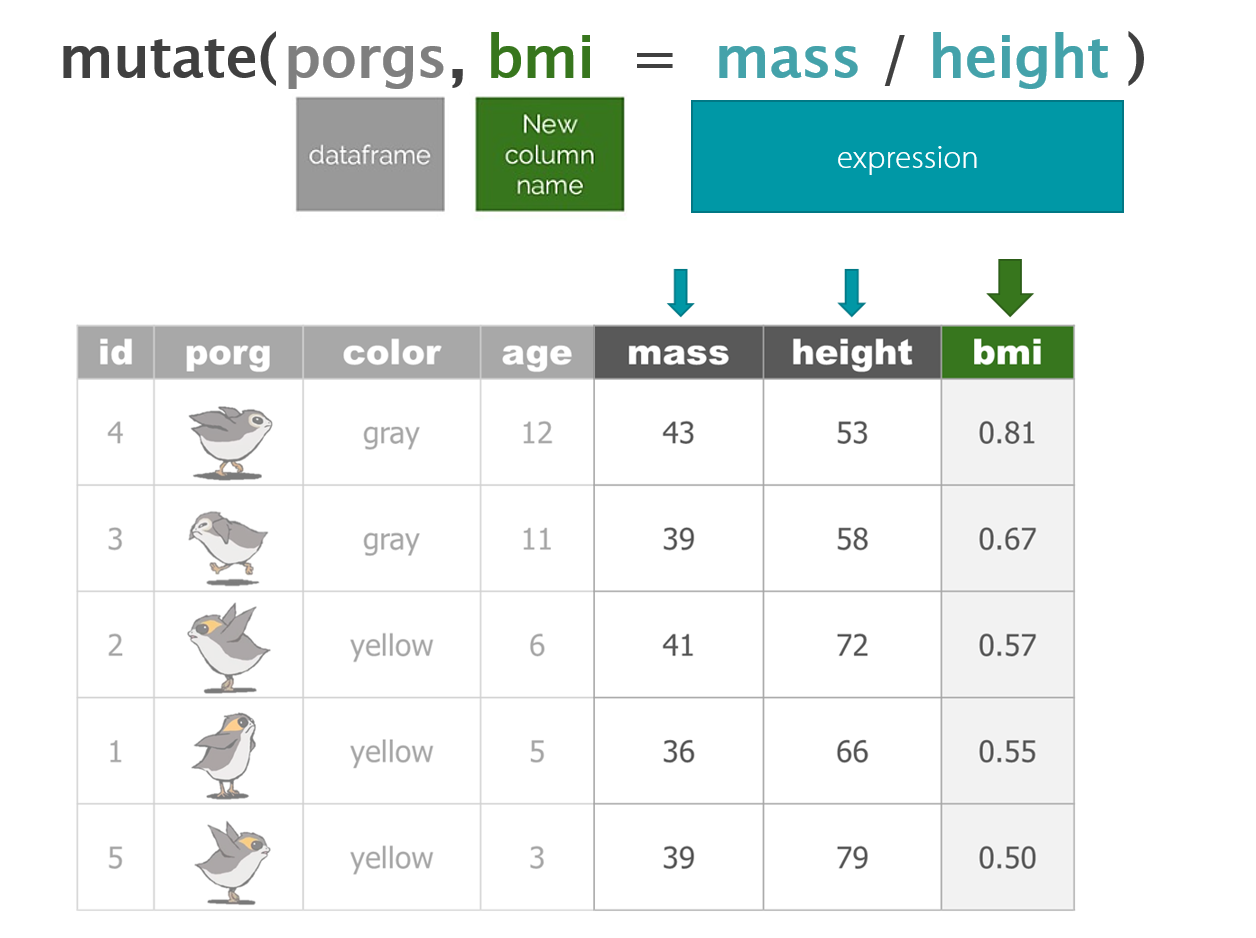 mutate(porgs, bmi = mass / height )
dataframe
New
column
name
expression
id porg color age mass height bmi
4 gray 12 43 53 0.81
3 gray 11 39 58 0.67
2 yellow 6 41 72 0.57
1 yellow 5 36 66 0.55
5 yellow 3 39 79 0.50